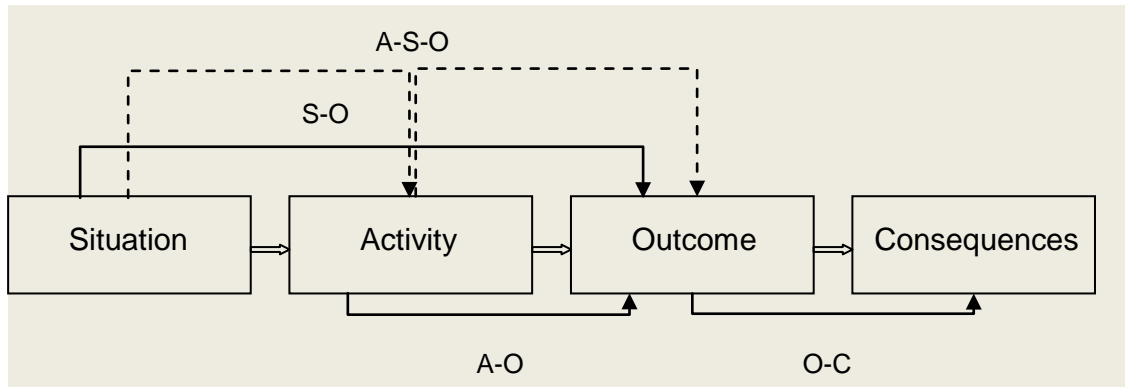 A-S-O
S-O
Situation
Activity
Outcome
Consequences
A-O
O-C